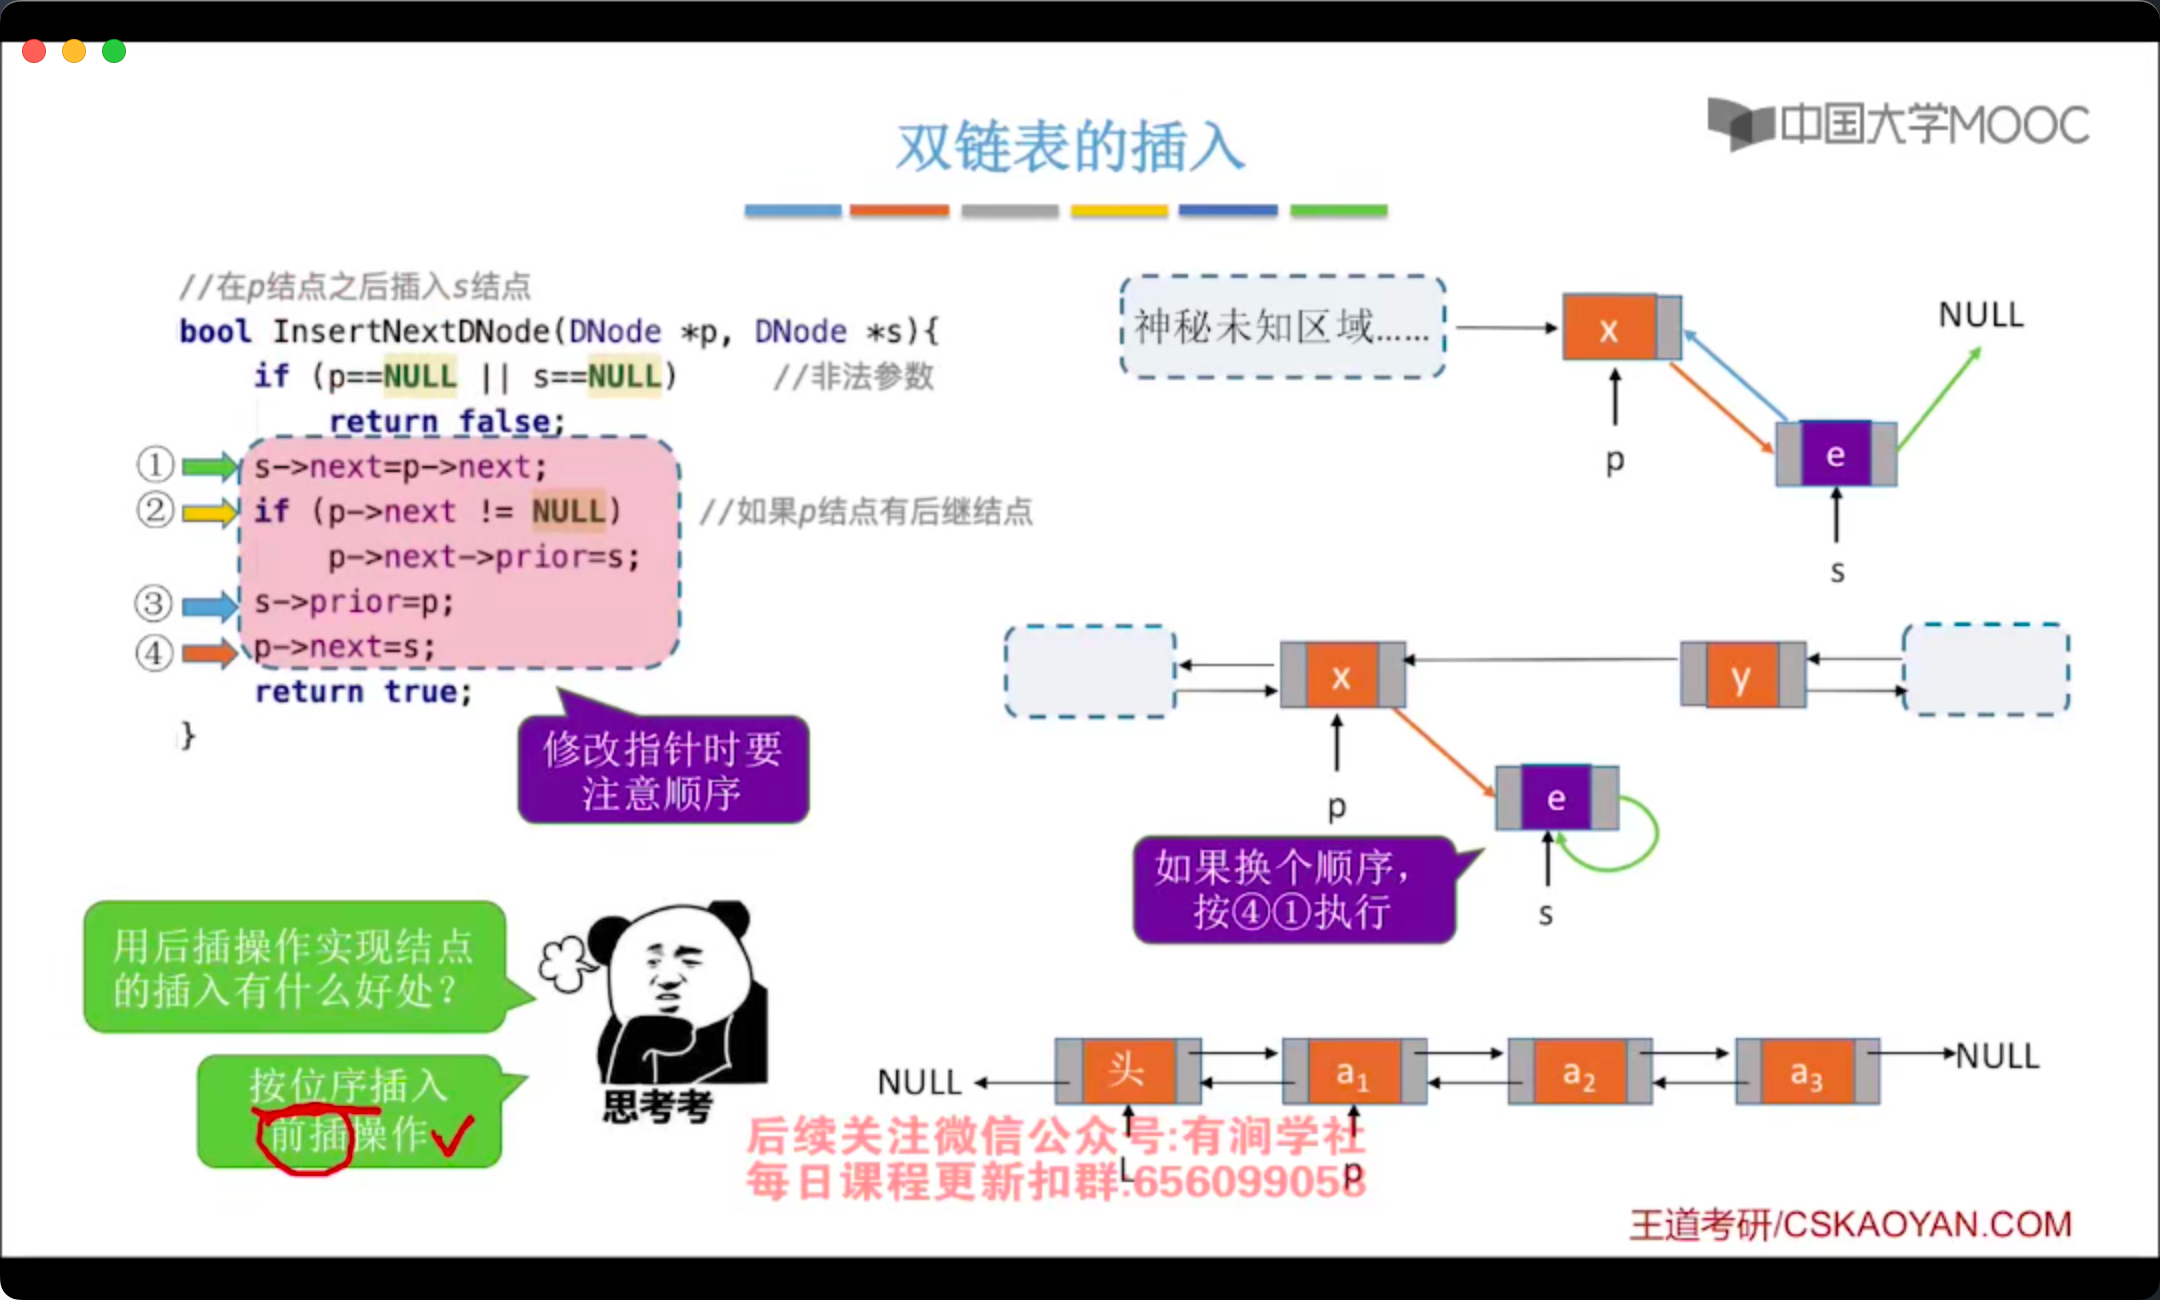 中国大学MOOC
双链表的插入
//在p结点之后插入s结点
bool InsertNextDNode(DNode *p, DNode *s){
if (p==NULL || s==NULL) //非法参数
return false;
① s->next=p->next;
② if (p->next != NULL) //如果p结点有后继结点
p->next->prior=s;
③ s->prior=p;
④ p->next=s;
return true;
}
修改指针时要
注意顺序
神秘未知区域……
x
NULL
p
e
s
x
y
p
e
s
如果换个顺序，
按④①执行
用后插操作实现结点
的插入有什么好处？
按位序插入
前插操作
思考考
NULL
头
a1
a2
a3
NULL
L
p
后续关注微信公众号:有涧学社
每日课程更新扣群:656099058
王道考研/CSKAOYAN.COM